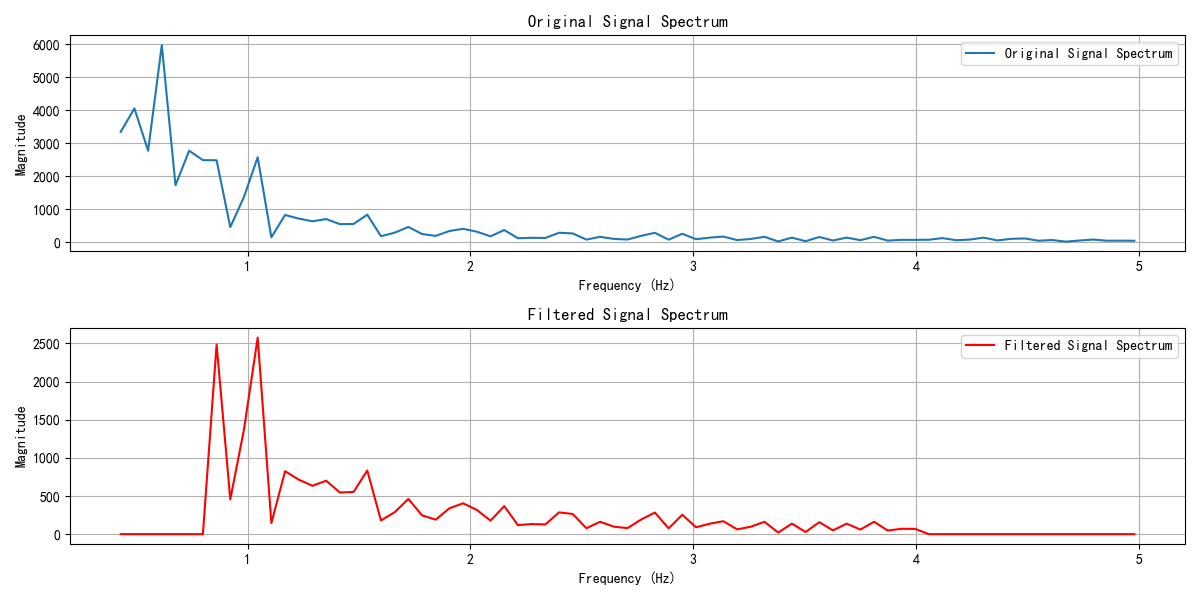 Original Signal Spectrum
6000
5000
4000
3000
2000
1000
0
Magnitude
Original Signal Spectrum
1 2 3 4 5
Frequency (Hz)
Filtered Signal Spectrum
2500
2000
1500
1000
500
0
Magnitude
Filtered Signal Spectrum
1 2 3 4 5
Frequency (Hz)